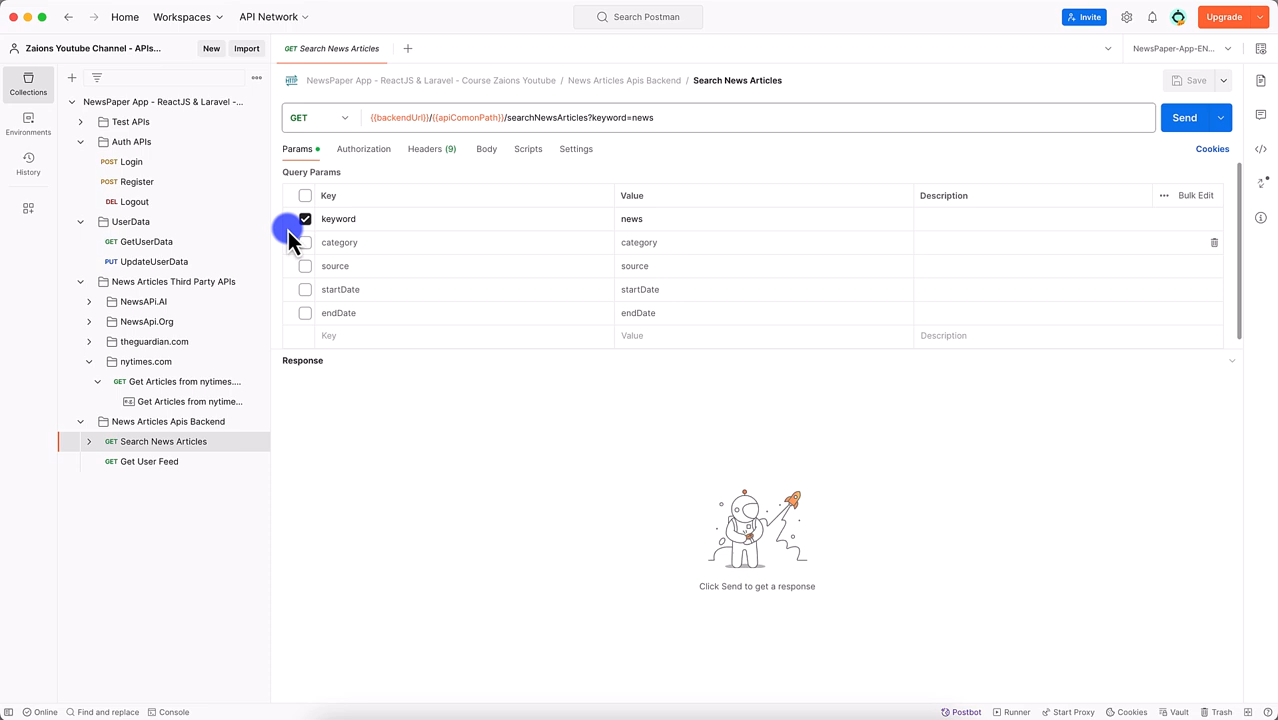 Home
Workspaces
API Network
Search Postman
Invite
Upgrade
Zaions Youtube Channel - APIs...
New
Import
GET Search News Articles
NewsPaper-App-EN...
Collections
Environments
History
NewsPaper App - ReactJS & Laravel -...
Test APIs
Auth APIs
POST Login
POST Register
DEL Logout
UserData
GET GetUserData
PUT UpdateUserData
News Articles Third Party APIs
NewsAPi.AI
NewsApi.Org
theguardian.com
nytimes.com
GET Get Articles from nytimes....
Get Articles from nytime...
News Articles Apis Backend
GET Search News Articles
GET Get User Feed
HTTP NewsPaper App - ReactJS & Laravel - Course Zaions Youtube / News Articles Apis Backend / Search News Articles
Save
GET {{backendUrl}}/{{apiComonPath}}/searchNewsArticles?keyword=news
Send
Params Authorization Headers (9) Body Scripts Settings
Cookies
Query Params
Key Value Description Bulk Edit
keyword news
category category
source source
startDate startDate
endDate endDate
Key Value Description
Response
Click Send to get a response
Online Find and replace Console
Postbot Runner Start Proxy Cookies Vault Trash